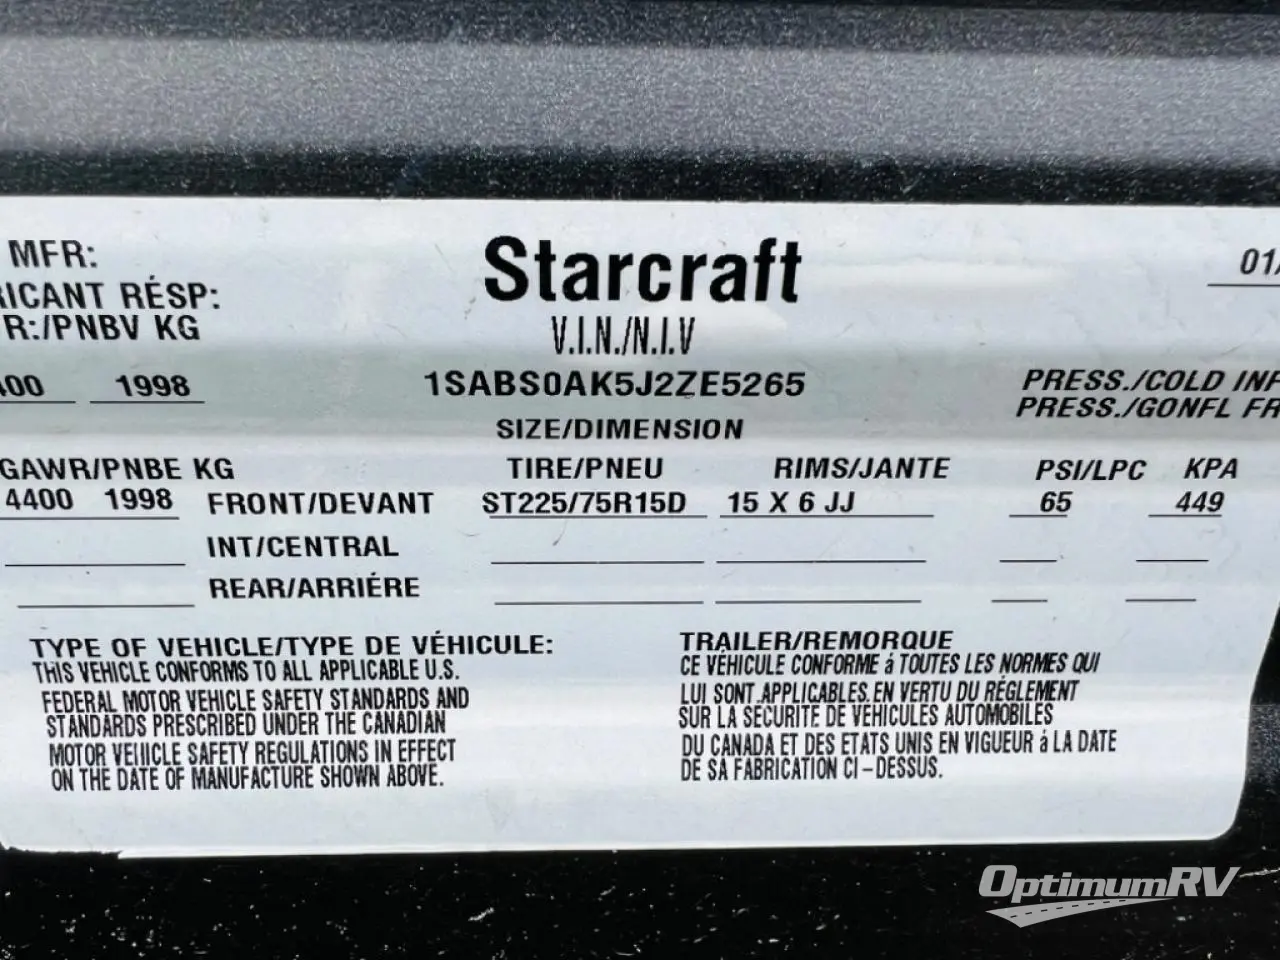 MFR:
Starcraft
01/
ICANT RÉSP:
R:/PNBV KG
V.I.N./N.I.V
400 1998 1SABS0AK5J2ZE5265 PRESS./COLD INF
PRESS./GONFL FR
SIZE/DIMENSION
GAWR/PNBE KG TIRE/PNEU RIMS/JANTE PSI/LPC KPA
4400 1998 FRONT/DEVANT ST225/75R15D 15 X 6 JJ 65 449
INT/CENTRAL
REAR/ARRIÉRE
TYPE OF VEHICLE/TYPE DE VÉHICULE: TRAILER/REMORQUE
THIS VEHICLE CONFORMS TO ALL APPLICABLE U.S.
FEDERAL MOTOR VEHICLE SAFETY STANDARDS AND
STANDARDS PRESCRIBED UNDER THE CANADIAN
MOTOR VEHICLE SAFETY REGULATIONS IN EFFECT
ON THE DATE OF MANUFACTURE SHOWN ABOVE.
CE VÉHICULE CONFORME á TOUTES LES NORMES QUI
LUI SONT APPLICABLES EN VERTU DU RÉGLEMENT
SUR LA SÉCURITE DE VÉHICULES AUTOMOBILES
DU CANADA ET DES ETATS UNIS EN VIGUEUR á LA DATE
DE SA FABRICATION CI-DESSUS.
OptimumRV